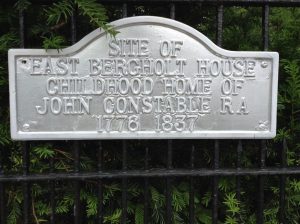 SITE OF
EAST BERGHOLT HOUSE
CHILDHOOD HOME OF
JOHN CONSTABLE R.A
1776 1837